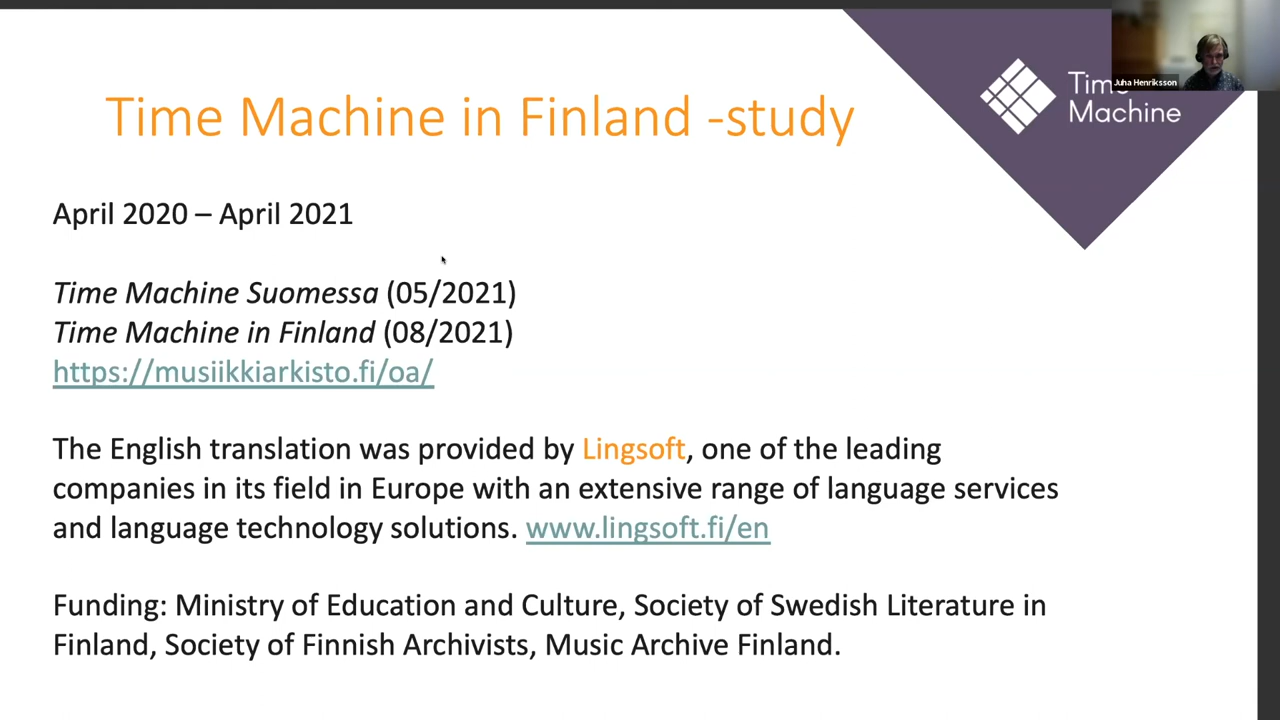 Time Machine in Finland -study
Time
Machine
Juha Henriksson
April 2020 – April 2021
Time Machine Suomessa (05/2021)
Time Machine in Finland (08/2021)
https://musiikkiarkisto.fi/oa/
The English translation was provided by Lingsoft, one of the leading
companies in its field in Europe with an extensive range of language services
and language technology solutions. www.lingsoft.fi/en
Funding: Ministry of Education and Culture, Society of Swedish Literature in
Finland, Society of Finnish Archivists, Music Archive Finland.